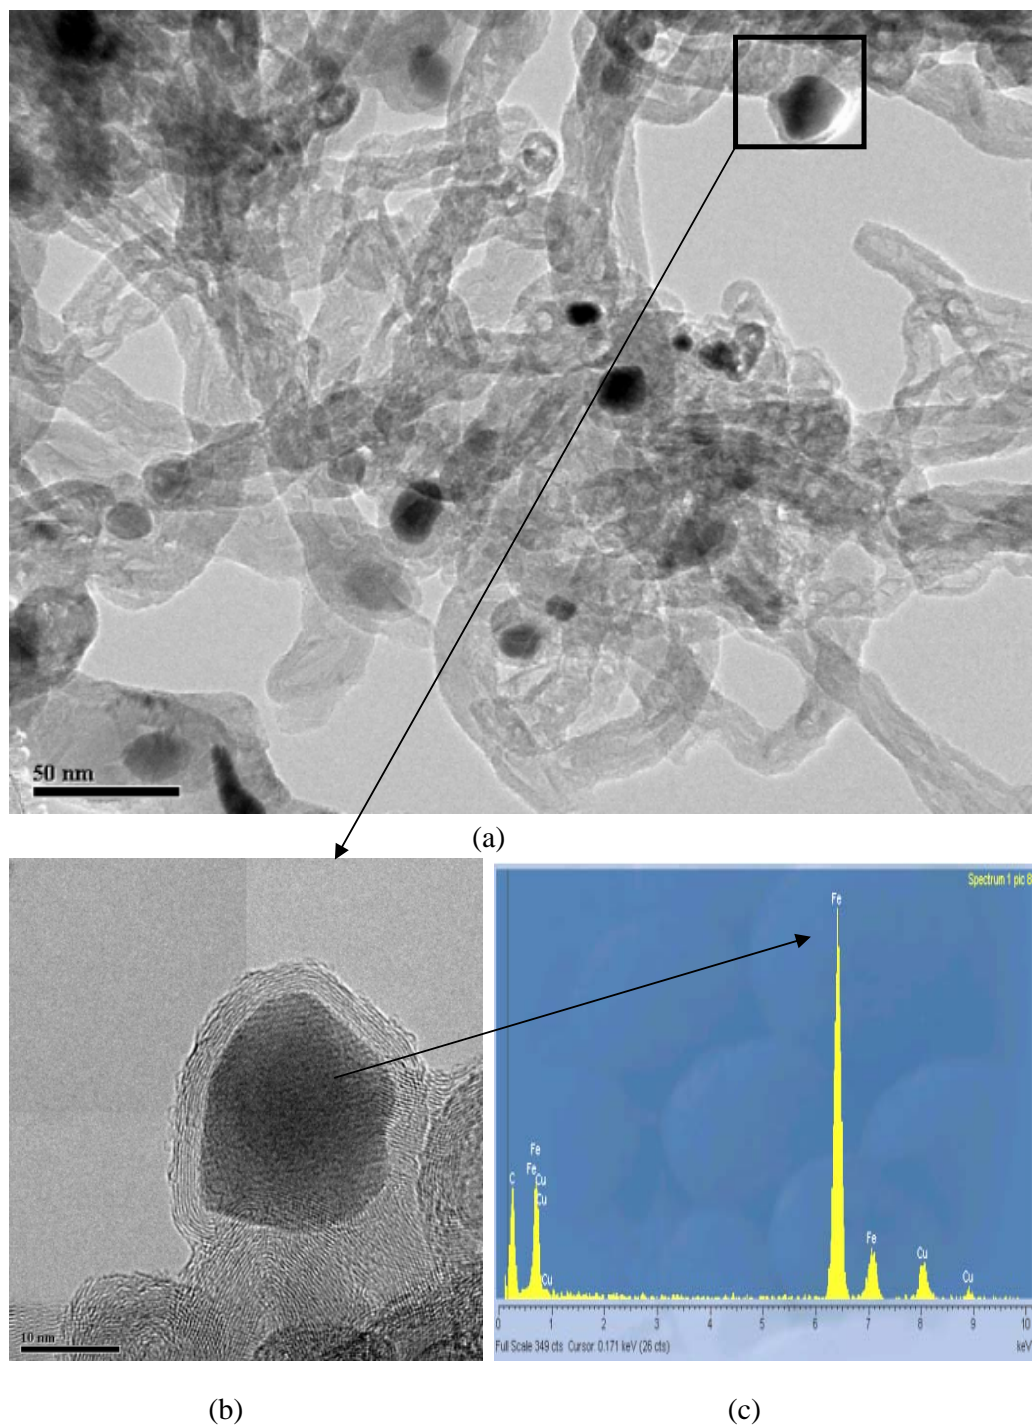 50 nm
(a)
Spectrum 1 pic 8
Fe
Fe
Fe
Cu
C
Cu
Cu
Fe
Cu
Cu
0 1 2 3 4 5 6 7 8 9 10
Full Scale 349 cts Cursor: 0.171 keV (26 cts)
keV
10 nm
(b) (c)